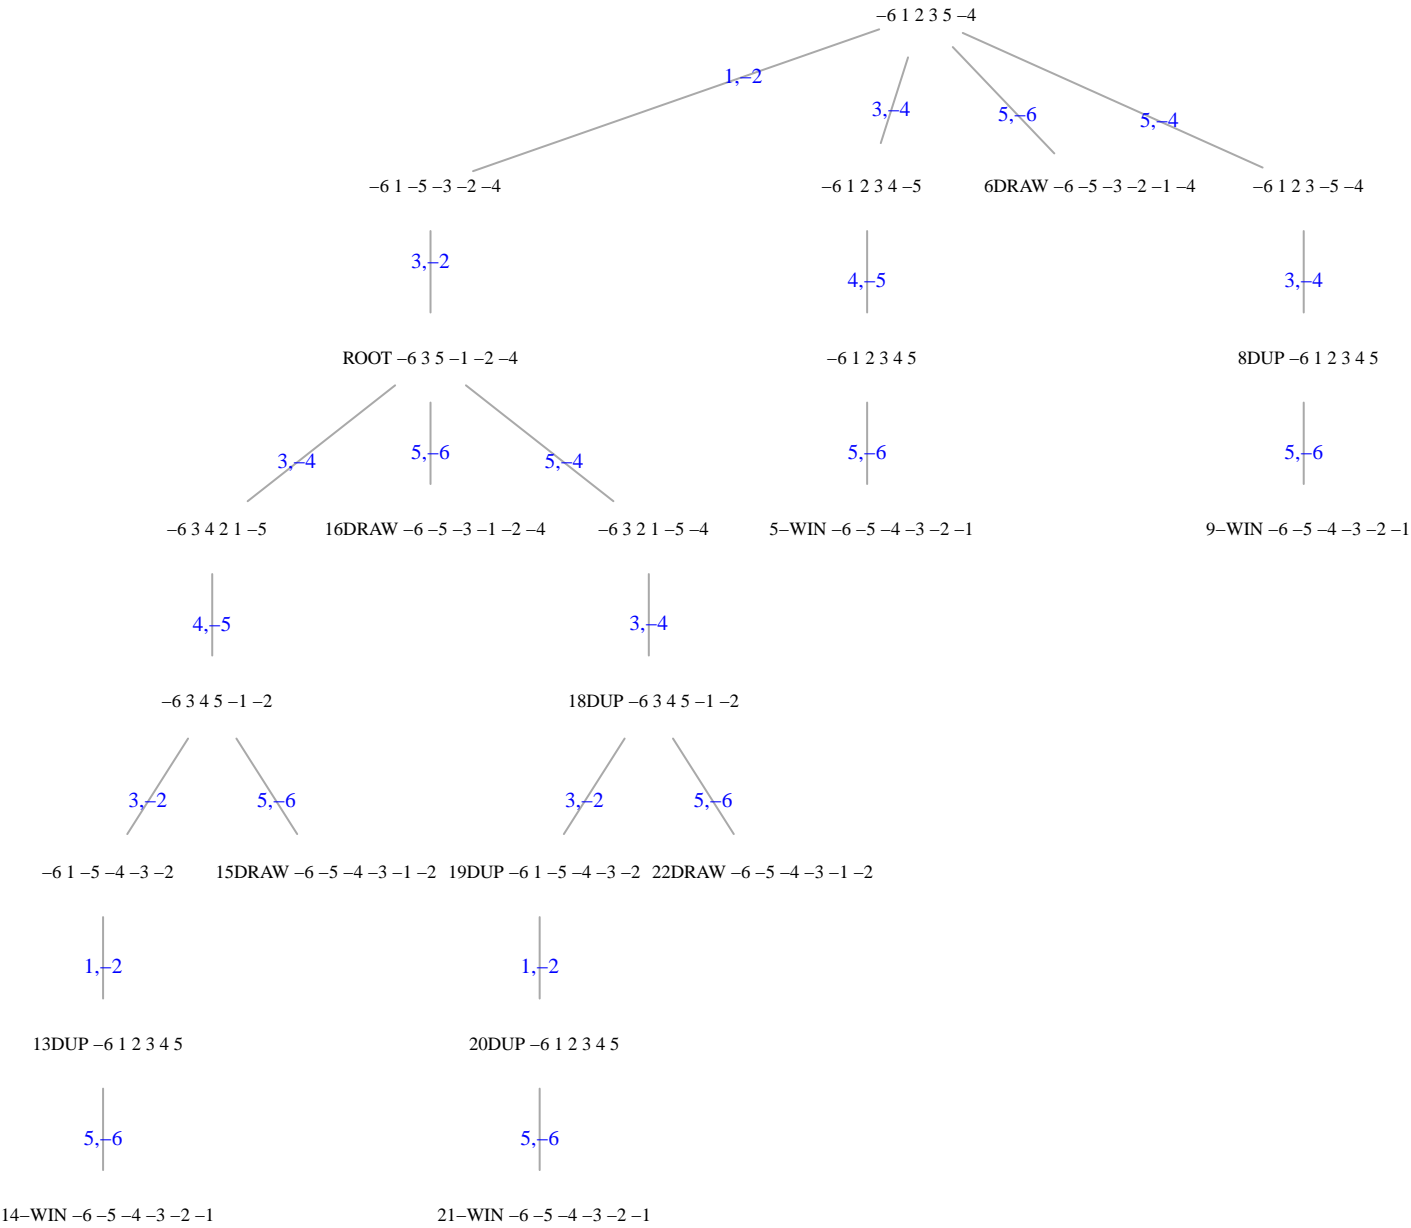 –6 1 2 3 5 –4
1,–2
3,–4
5,–6
5,–4
–6 1 –5 –3 –2 –4
–6 1 2 3 4 –5
6DRAW –6 –5 –3 –2 –1 –4
–6 1 2 3 –5 –4
3,–2
4,–5
3,–4
ROOT –6 3 5 –1 –2 –4
–6 1 2 3 4 5
8DUP –6 1 2 3 4 5
3,–4
5,–6
5,–4
5,–6
5,–6
–6 3 4 2 1 –5
16DRAW –6 –5 –3 –1 –2 –4
–6 3 2 1 –5 –4
5–WIN –6 –5 –4 –3 –2 –1
9–WIN –6 –5 –4 –3 –2 –1
4,–5
3,–4
–6 3 4 5 –1 –2
18DUP –6 3 4 5 –1 –2
3,–2
5,–6
3,–2
5,–6
–6 1 –5 –4 –3 –2
15DRAW –6 –5 –4 –3 –1 –2
19DUP –6 1 –5 –4 –3 –2
22DRAW –6 –5 –4 –3 –1 –2
1,–2
1,–2
13DUP –6 1 2 3 4 5
20DUP –6 1 2 3 4 5
5,–6
5,–6
14–WIN –6 –5 –4 –3 –2 –1
21–WIN –6 –5 –4 –3 –2 –1